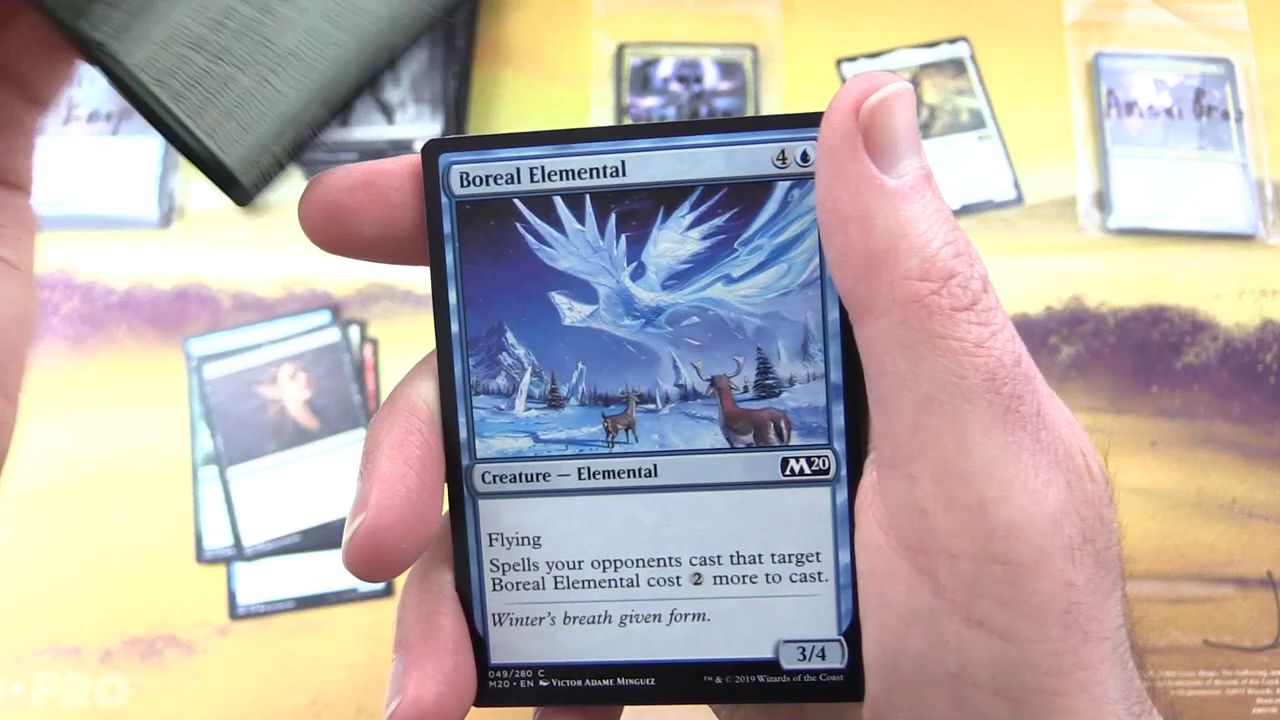 Boreal Elemental 4
Creature — Elemental M20
Flying
Spells your opponents cast that target
Boreal Elemental cost 2 more to cast.
Winter's breath given form.
3/4
049/280 C
M20 • EN Victor Adame Minguez
™ & © 2019 Wizards of the Coast